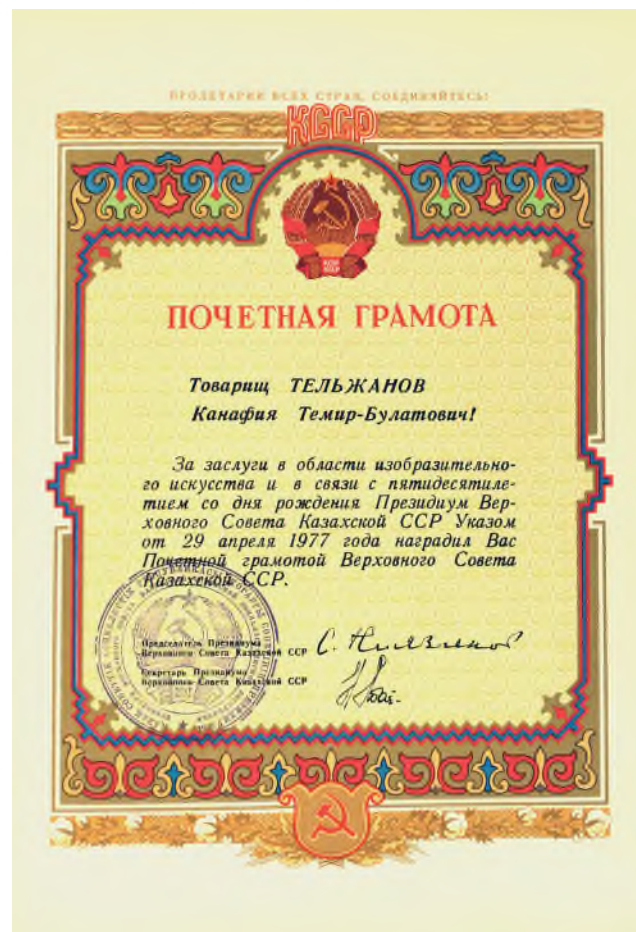 ПРОЛЕТАРИИ ВСЕХ СТРАН, СОЕДИНЯЙТЕСЬ!
КССР
ПОЧЕТНАЯ ГРАМОТА
Товарищ ТЕЛЬЖАНОВ
Канафия Темир-Булатович!
За заслуги в области изобразительно-
го искусства и в связи с пятидесятиле-
тием со дня рождения Президиум Вер-
ховного Совета Казахской ССР Указом
от 29 апреля 1977 года наградил Вас
Почетной грамотой Верховного Совета
Казахской ССР.
Председатель Президиума
Верховного Совета Казахской ССР
Секретарь Президиума
Верховного Совета Казахской ССР